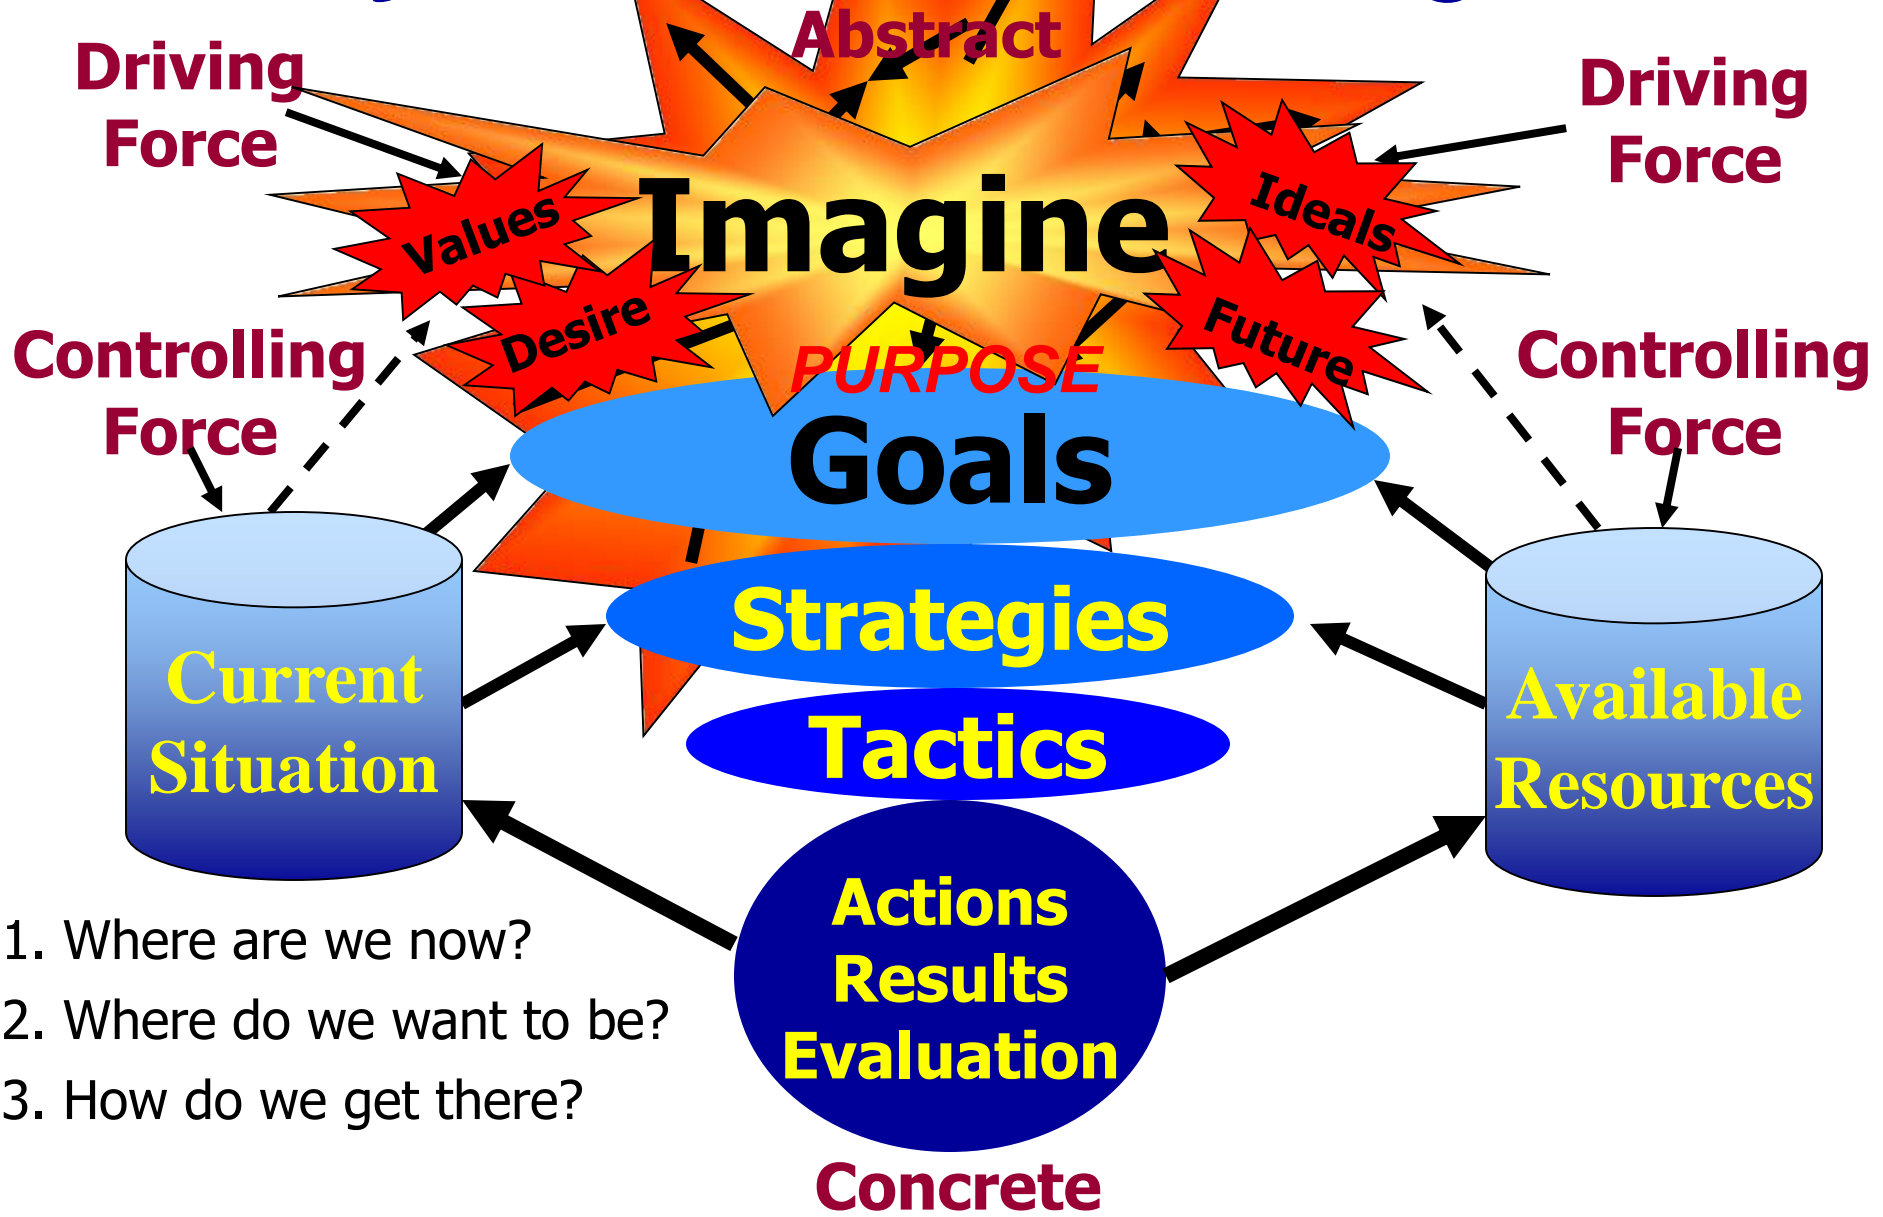 Abstract
Driving
Force
Driving
Force
Imagine
Values
Ideals
Desire
Future
Controlling
Force
Controlling
Force
PURPOSE
Goals
Strategies
Current
Situation
Available
Resources
Tactics
Actions
Results
Evaluation
1. Where are we now?
2. Where do we want to be?
3. How do we get there?
Concrete